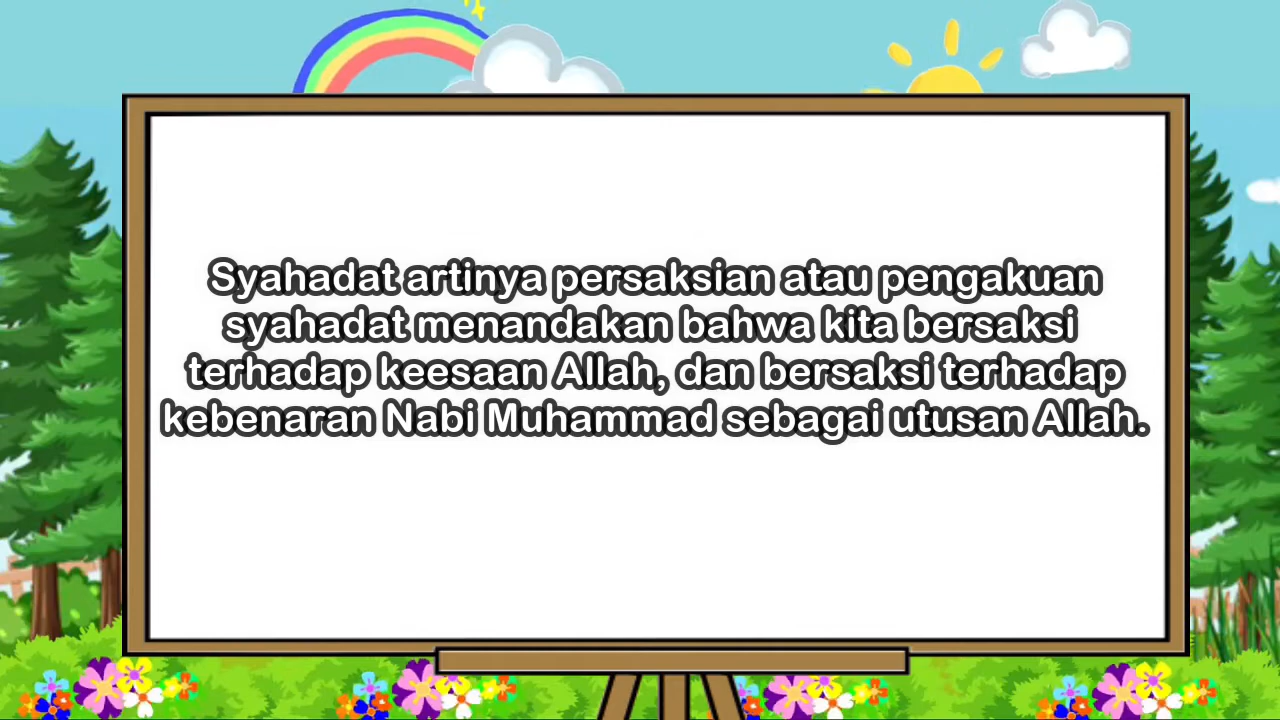 Syahadat artinya persaksian atau pengakuan
syahadat menandakan bahwa kita bersaksi
terhadap keesaan Allah, dan bersaksi terhadap
kebenaran Nabi Muhammad sebagai utusan Allah.